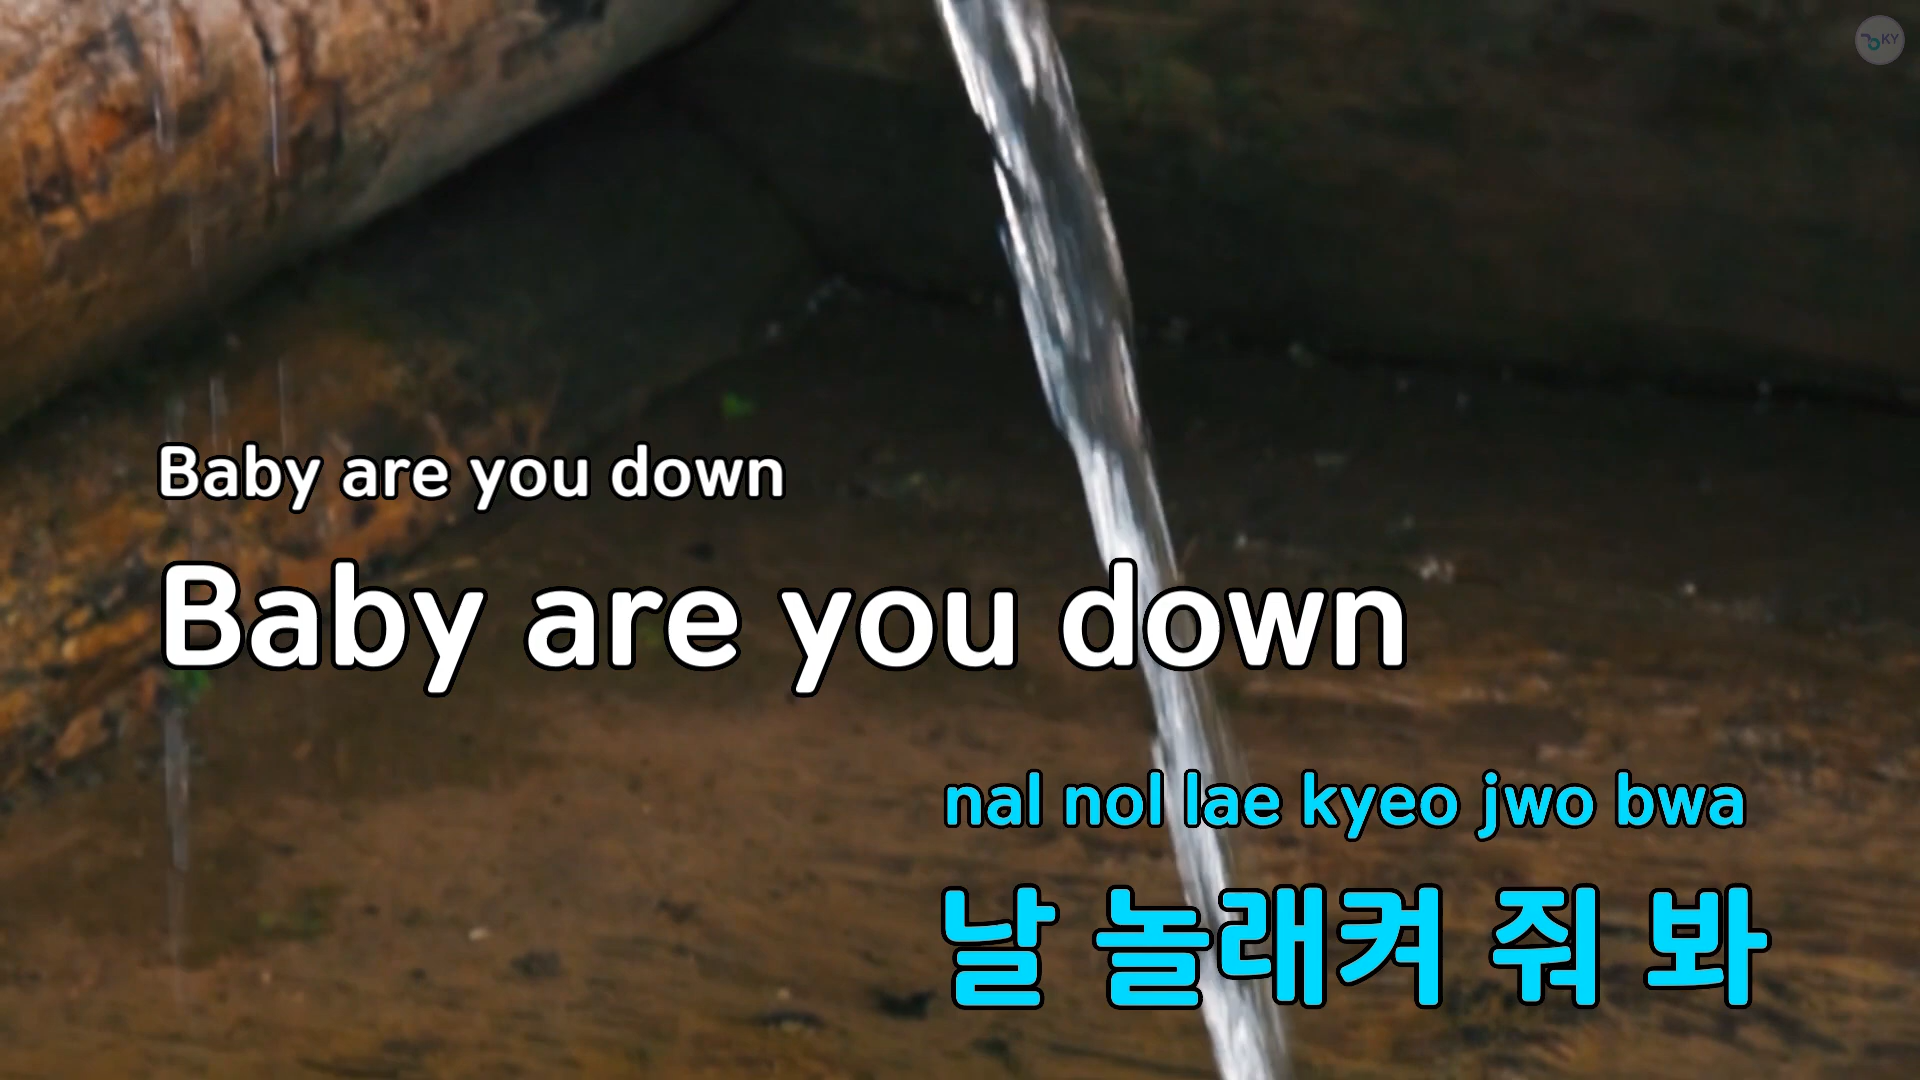 KY
Baby are you down
Baby are you down
nal nol lae kyeo jwo bwa
날 놀래켜 줘 봐